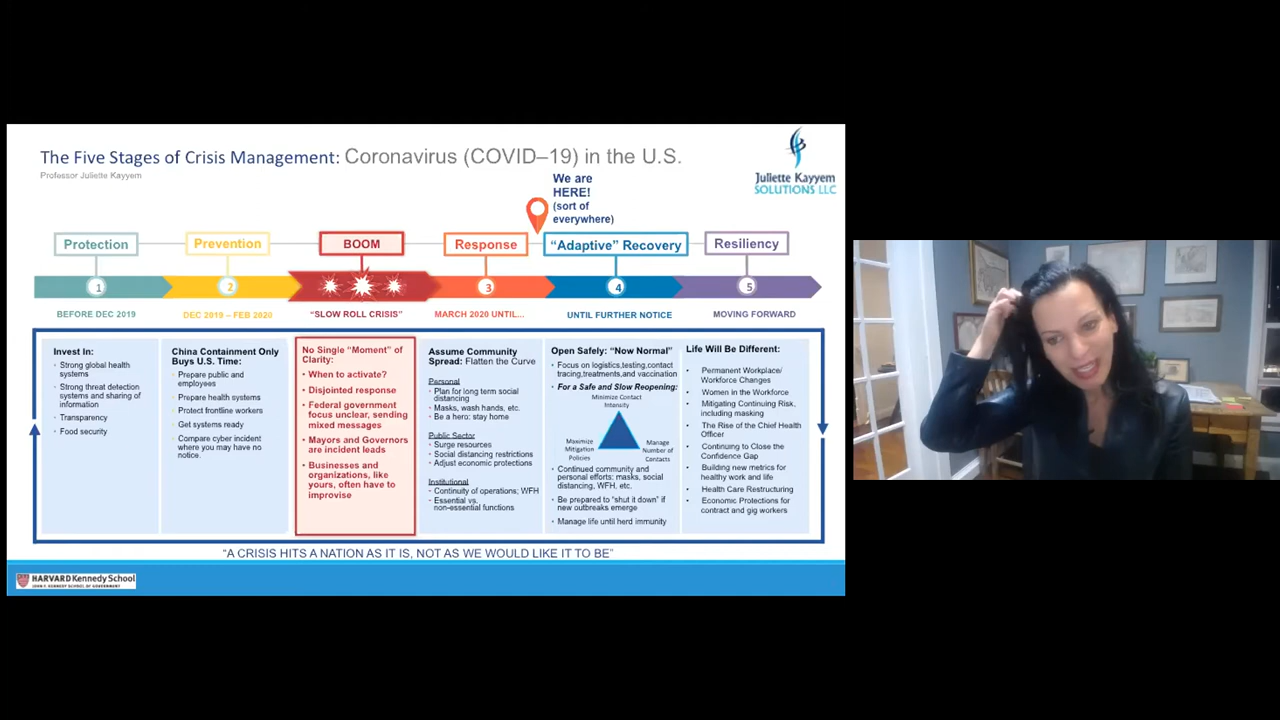 The Five Stages of Crisis Management: Coronavirus (COVID–19) in the U.S.
Professor Juliette Kayyem
Juliette Kayyem
SOLUTIONS LLC
We are
HERE!
(sort of
everywhere)
Protection
Prevention
BOOM
Response
“Adaptive” Recovery
Resiliency
1
2
3
4
5
BEFORE DEC 2019
DEC 2019 – FEB 2020
“SLOW ROLL CRISIS”
MARCH 2020 UNTIL...
UNTIL FURTHER NOTICE
MOVING FORWARD
Invest In:
• Strong global health
systems
• Strong threat detection
systems and sharing of
information
• Transparency
• Food security
China Containment Only
Buys U.S. Time:
• Prepare public and
employees
• Prepare health systems
• Protect frontline workers
• Get systems ready
• Compare cyber incident
where you may have no
notice.
No Single “Moment” of
Clarity:
• When to activate?
• Disjointed response
• Federal government
focus unclear, sending
mixed messages
• Mayors and Governors
are incident leads
• Businesses and
organizations, like
yours, often have to
improvise
Assume Community
Spread: Flatten the Curve
Personal
• Plan for long term social
distancing
• Masks, wash hands, etc.
• Be a hero: stay home
Public Sector
• Surge resources
• Social distancing restrictions
• Adjust economic protections
Institutional
• Continuity of operations; WFH
• Essential vs.
non-essential functions
Open Safely: “Now Normal”
• Focus on logistics,testing,contact
tracing,treatments,and vaccination
• For a Safe and Slow Reopening:
Minimize Contact
Intensity
Maximize
Mitigation
Policies
Manage
Number of
Contacts
• Continued community and
personal efforts: masks, social
distancing, WFH, etc.
• Be prepared to “shut it down” if
new outbreaks emerge
• Manage life until herd immunity
Life Will Be Different:
• Permanent Workplace/
Workforce Changes
• Women in the Workforce
• Mitigating Continuing Risk,
including masking
• The Rise of the Chief Health
Officer
• Continuing to Close the
Confidence Gap
• Building new metrics for
healthy work and life
• Health Care Restructuring
• Economic Protections for
contract and gig workers
“A CRISIS HITS A NATION AS IT IS, NOT AS WE WOULD LIKE IT TO BE”
HARVARD Kennedy School
JOHN F. KENNEDY SCHOOL OF GOVERNMENT